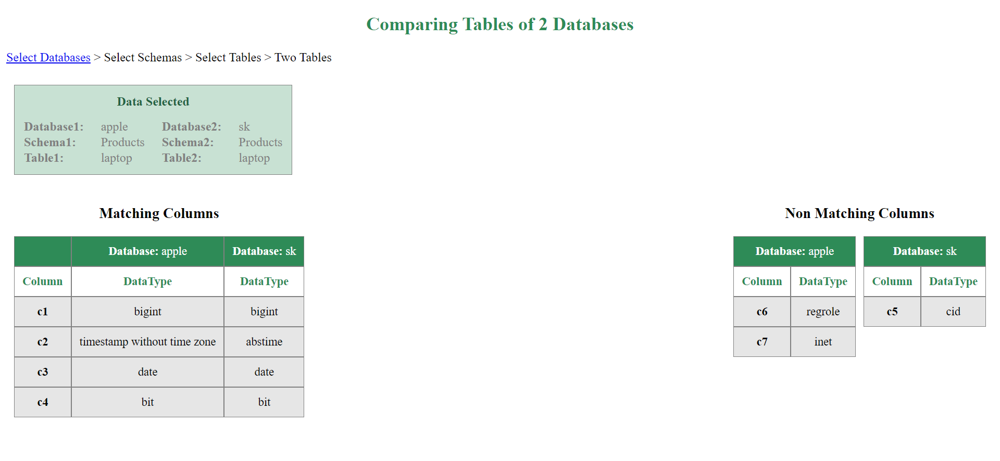 Comparing Tables of 2 Databases
Select Databases > Select Schemas > Select Tables > Two Tables
Data Selected
Database1: apple Database2: sk
Schema1: Products Schema2: Products
Table1: laptop Table2: laptop
Matching Columns
Database: apple Database: sk
Column DataType DataType
c1 bigint bigint
c2 timestamp without time zone abstime
c3 date date
c4 bit bit
Non Matching Columns
Database: apple
Column DataType
c6 regrole
c7 inet
Database: sk
Column DataType
c5 cid